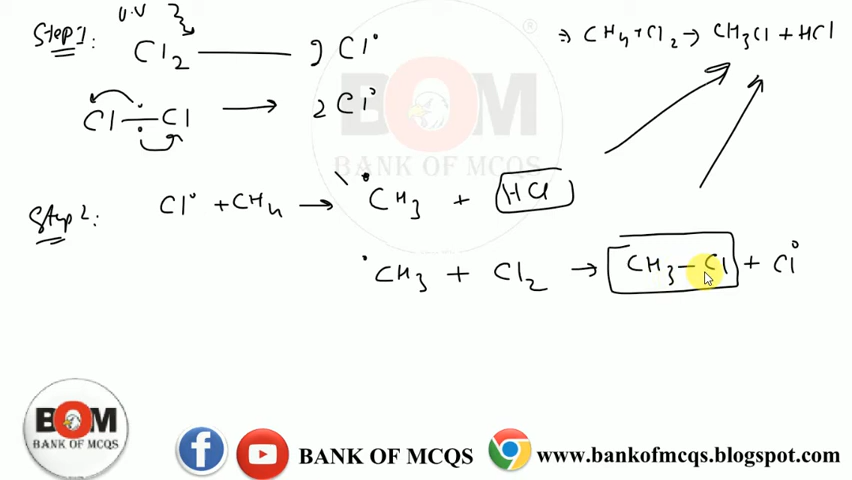 U.V
Step 1: Cl2 —— 2Cl°
⇒ CH4 + Cl2 → CH3Cl + HCl
Cl — Cl → 2Cl°
BOM
BANK OF MCQS
Step 2: Cl° + CH4 → •CH3 + HCl
•CH3 + Cl2 → CH3–Cl + Cl°
BOM
BANK OF MCQS
f BANK OF MCQS www.bankofmcqs.blogspot.com